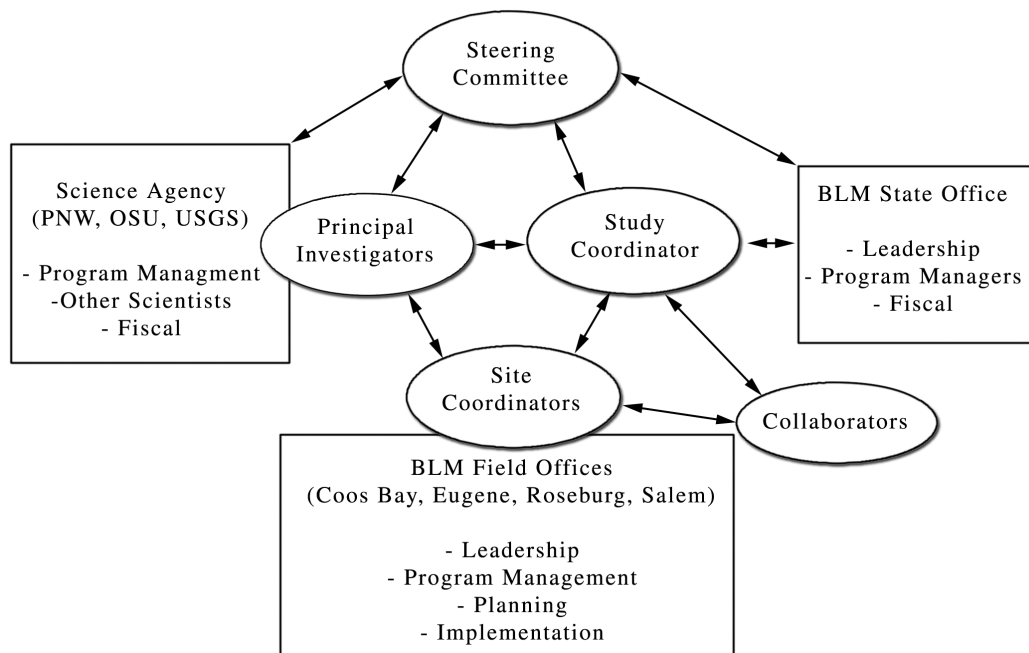 Steering
Committee
Science Agency
(PNW, OSU, USGS)
- Program Managment
-Other Scientists
- Fiscal
Principal
Investigators
Study
Coordinator
BLM State Office
- Leadership
- Program Managers
- Fiscal
Site
Coordinators
Collaborators
BLM Field Offices
(Coos Bay, Eugene, Roseburg, Salem)
- Leadership
- Program Management
- Planning
- Implementation